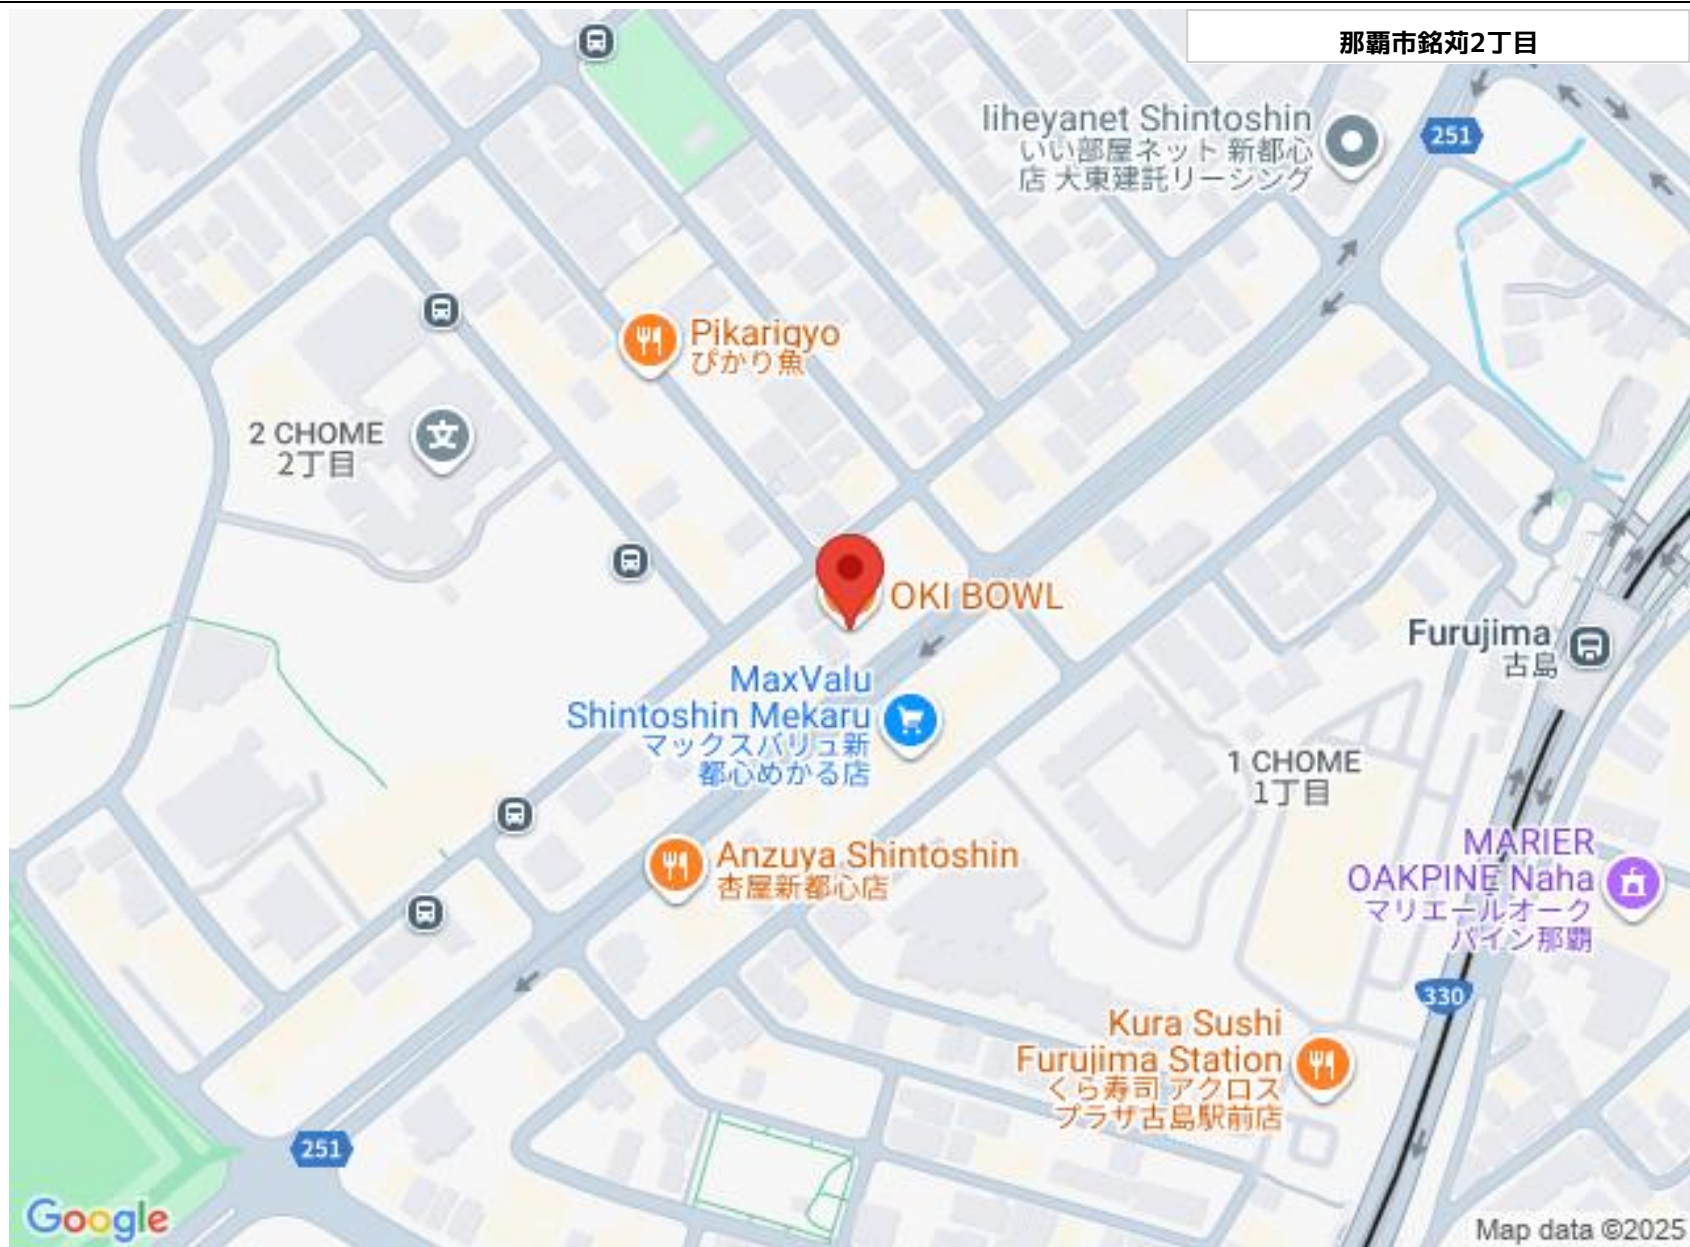 那覇市銘苅2丁目
Iiheyanet Shintoshin
いい部屋ネット 新都心
店 大東建託リーシング
251
Pikarigyo
ぴかり魚
2 CHOME
2丁目
文
OKI BOWL
Furujima
古島
MaxValu
Shintoshin Mekaru
マックスバリュ新
都心めかる店
1 CHOME
1丁目
Anzuya Shintoshin
杏屋新都心店
MARIER
OAKPINE Naha
マリエールオーク
パイン那覇
330
Kura Sushi
Furujima Station
くら寿司 アクロス
プラザ古島駅前店
251
Google
Map data ©2025